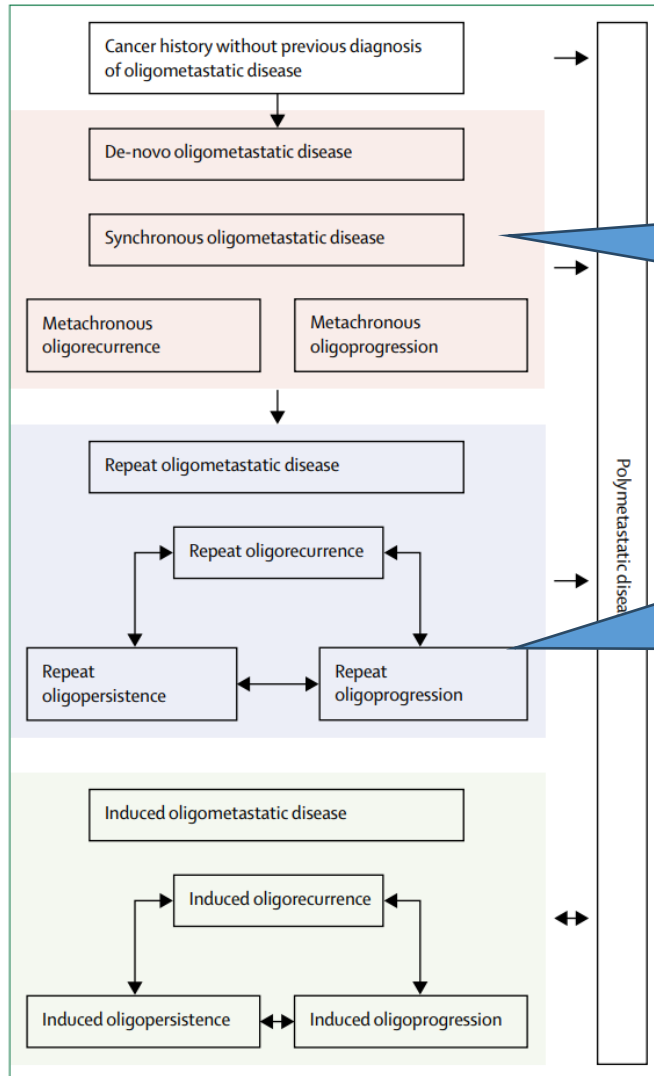 Cancer history without previous diagnosis
of oligometastatic disease
De-novo oligometastatic disease
Synchronous oligometastatic disease
Metachronous
oligorecurrence
Metachronous
oligoprogression
Repeat oligometastatic disease
Repeat oligorecurrence
Repeat
oligopersistence
Repeat
oligoprogression
Induced oligometastatic disease
Induced oligorecurrence
Induced oligopersistence
Induced oligoprogression
Polymetastatic disea